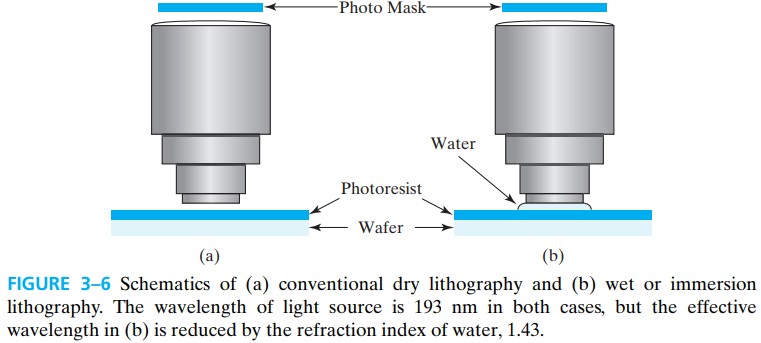 Photo Mask
Water
Photoresist
Wafer
(a)
(b)
FIGURE 3–6 Schematics of (a) conventional dry lithography and (b) wet or immersion
lithography. The wavelength of light source is 193 nm in both cases, but the effective
wavelength in (b) is reduced by the refraction index of water, 1.43.